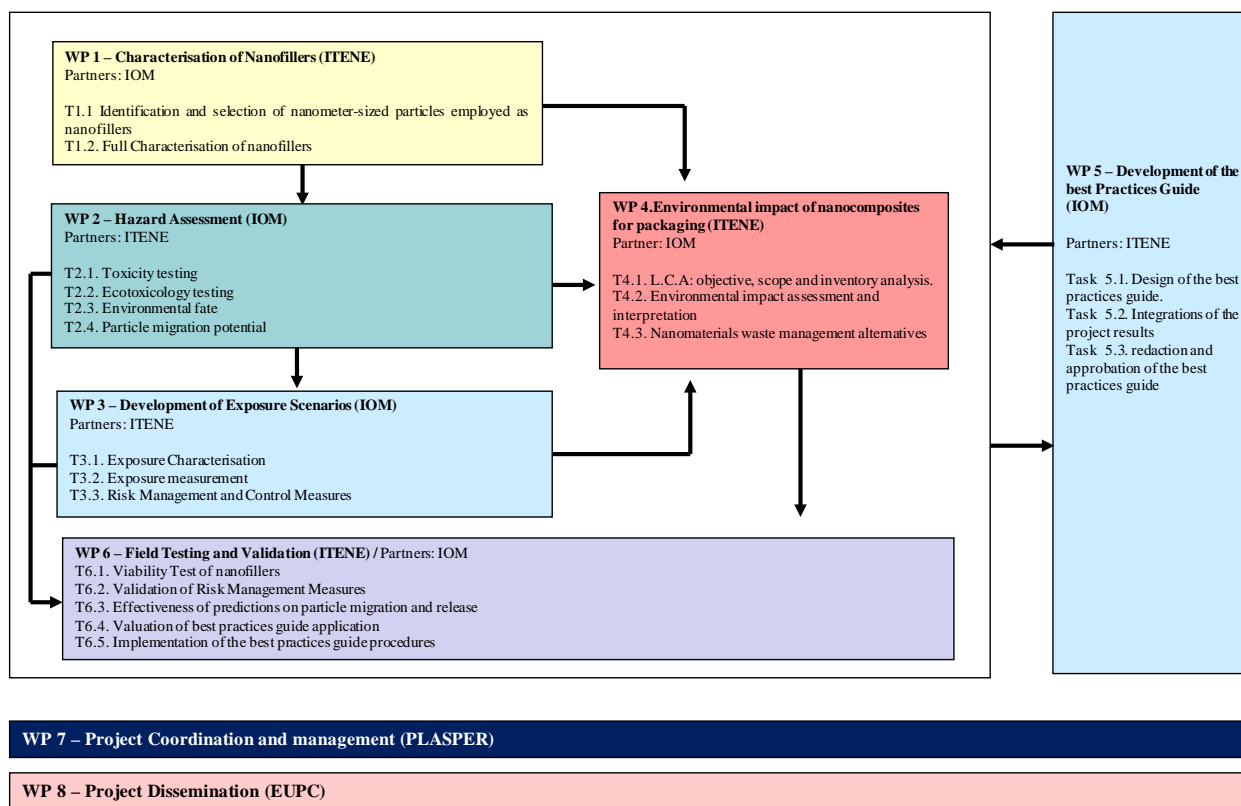 WP 1 – Characterisation of Nanofillers (ITENE)
Partners: IOM
T1.1 Identification and selection of nanometer-sized particles employed as
nanofillers
T1.2. Full Characterisation of nanofillers
WP 2 – Hazard Assessment (IOM)
Partners: ITENE
T2.1. Toxicity testing
T2.2. Ecotoxicology testing
T2.3. Environmental fate
T2.4. Particle migration potential
WP 3 – Development of Exposure Scenarios (IOM)
Partners: ITENE
T3.1. Exposure Characterisation
T3.2. Exposure measurement
T3.3. Risk Management and Control Measures
WP 4.Environmental impact of nanocomposites
for packaging (ITENE)
Partner: IOM
T4.1. L.C.A: objective, scope and inventory analysis.
T4.2. Environmental impact assessment and
interpretation
T4.3. Nanomaterials waste management alternatives
WP 6 – Field Testing and Validation (ITENE) / Partners: IOM
T6.1. Viability Test of nanofillers
T6.2. Validation of Risk Management Measures
T6.3. Effectiveness of predictions on particle migration and release
T6.4. Valuation of best practices guide application
T6.5. Implementation of the best practices guide procedures
WP 5 – Development of the
best Practices Guide
(IOM)
Partners: ITENE
Task 5.1. Design of the best
practices guide.
Task 5.2. Integrations of the
project results
Task 5.3. redaction and
approbation of the best
practices guide
WP 7 – Project Coordination and management (PLASPER)
WP 8 – Project Dissemination (EUPC)